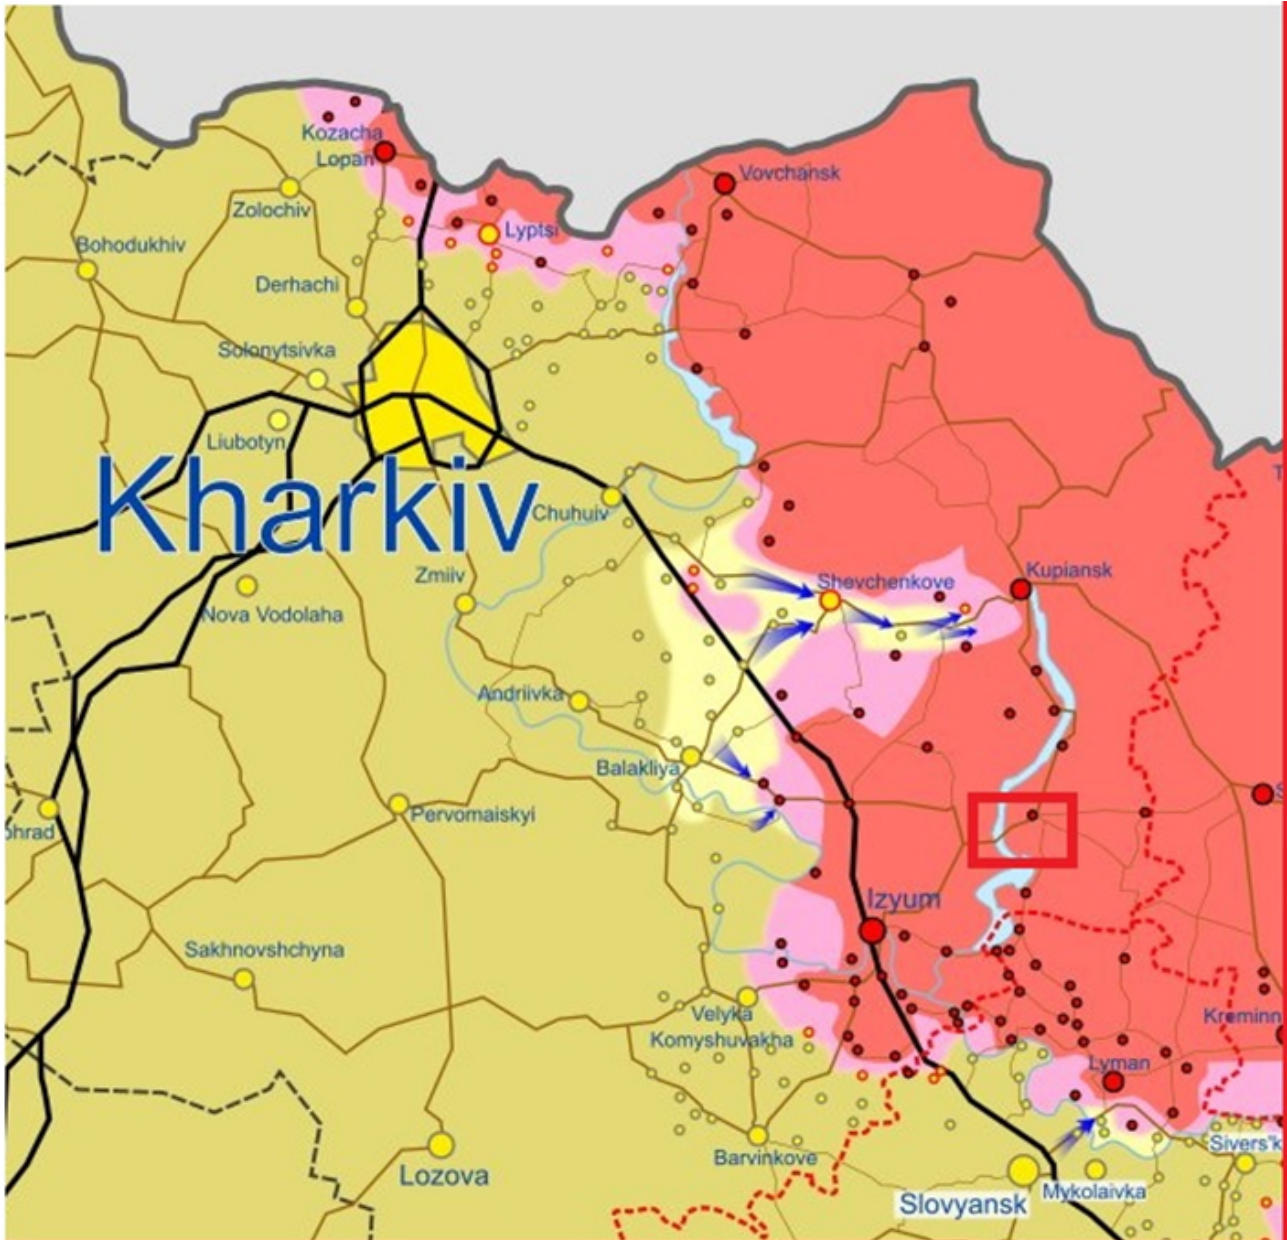 Kozacha
Lopan
Vovchansk
Zolochiv
Lyptsi
Bohodukhiv
Derhachi
Solonytsivka
Liubotyn
Kharkiv
Chuhuiv
Zmiiv
Shevchenkove
Kupiansk
Nova Vodolaha
Andriivka
Balakliya
Pervomaiskyi
ohrad
Izyum
Sakhnovshchyna
Velyka
Komyshuvakha
Kreminn
Lyman
Barvinkove
Sivers'k
Lozova
Slovyansk
Mykolaivka